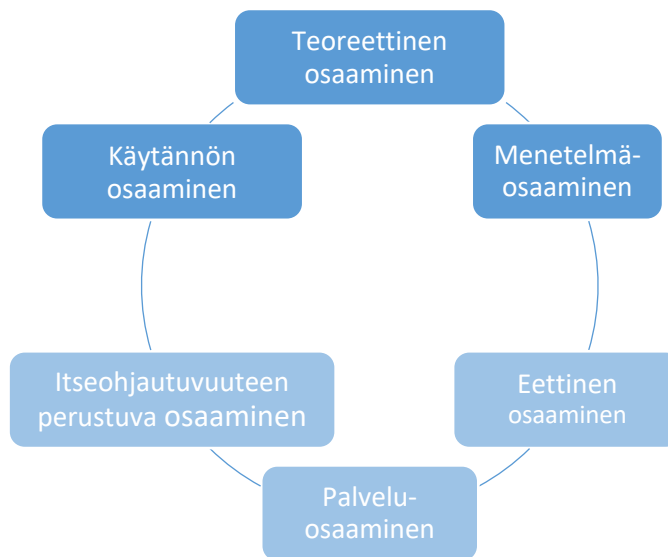 Teoreettinen
osaaminen
Käytännön
osaaminen
Menetelmä-
osaaminen
Itseohjautuvuuteen
perustuva osaaminen
Eettinen
osaaminen
Palvelu-
osaaminen